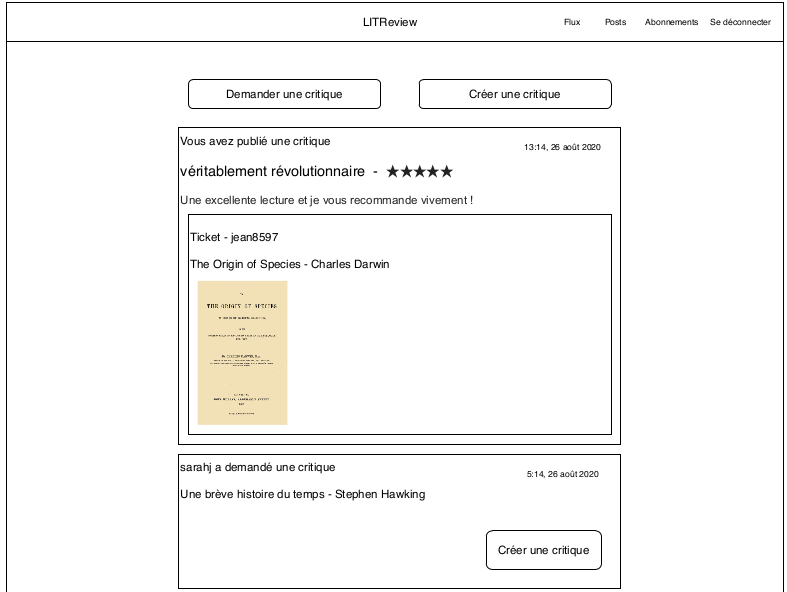 LITReview
Flux Posts Abonnements Se déconnecter
Demander une critique
Créer une critique
Vous avez publié une critique
13:14, 26 août 2020
véritablement révolutionnaire - ★★★★★
Une excellente lecture et je vous recommande vivement !
Ticket - jean8597
The Origin of Species - Charles Darwin
THE ORIGIN OF SPECIES
sarahj a demandé une critique
5:14, 26 août 2020
Une brève histoire du temps - Stephen Hawking
Créer une critique